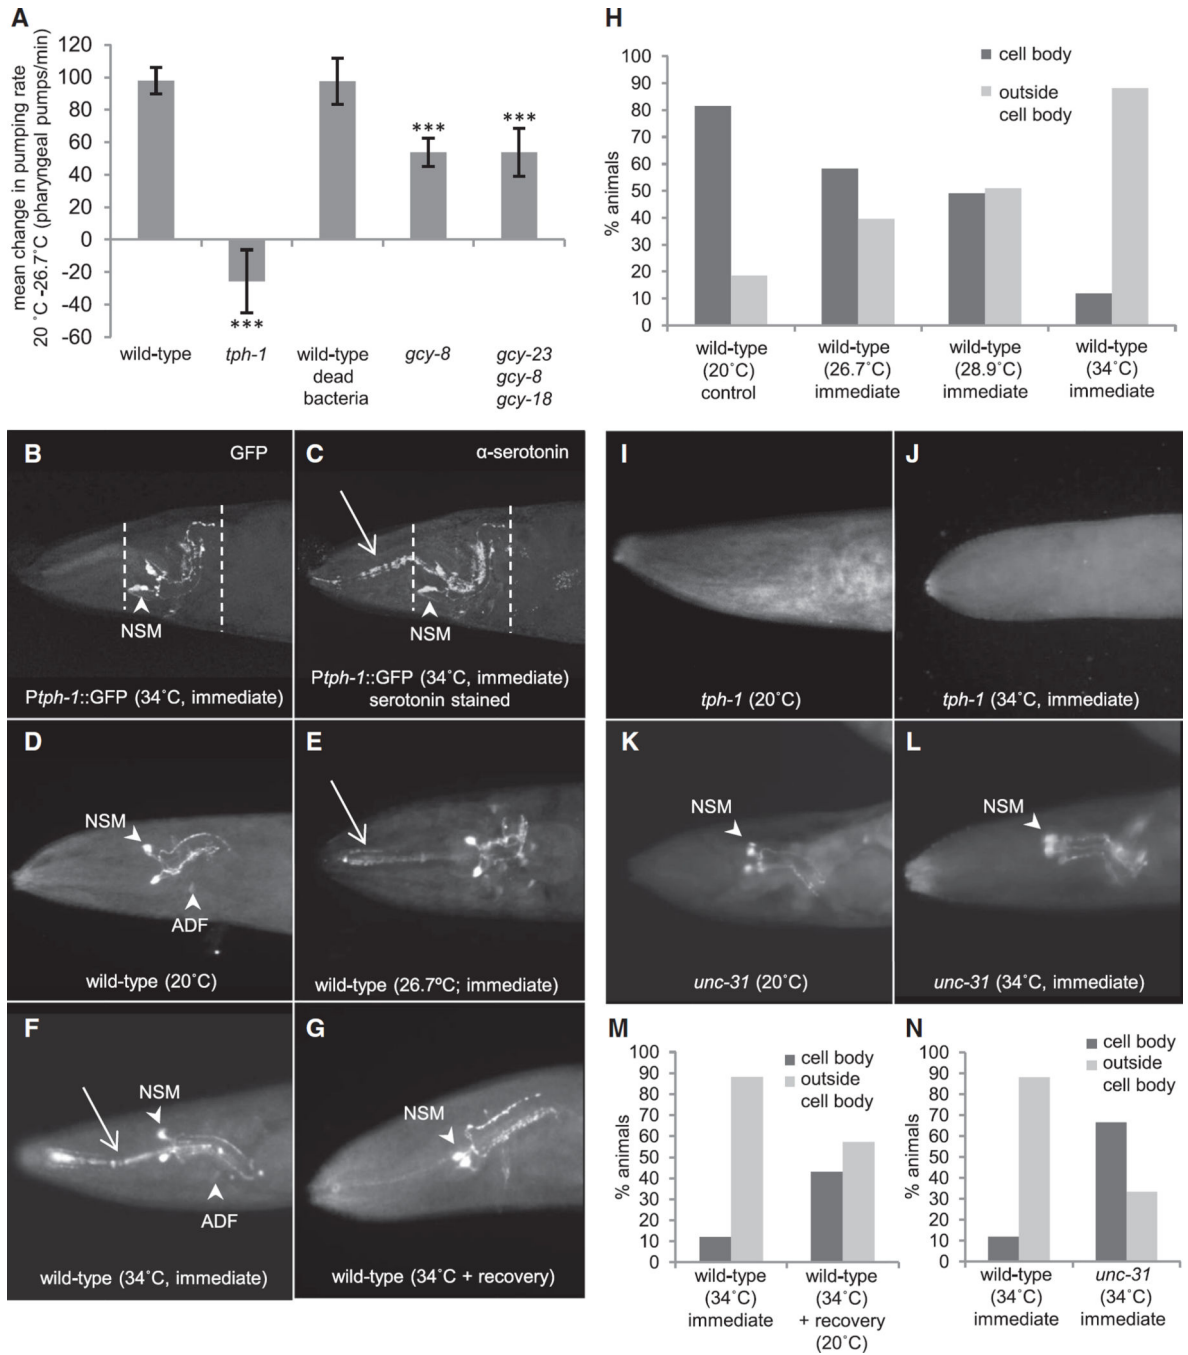 A
mean change in pumping rate
20 ˚C -26.7˚C (pharyngeal pumps/min)
120
100
80
60
40
20
0
-20
-40
-60
***
***
***
wild-type
tph-1
wild-type
dead
bacteria
gcy-8
gcy-23
gcy-8
gcy-18
H
% animals
100
90
80
70
60
50
40
30
20
10
0
cell body
outside
cell body
wild-type
(20˚C)
control
wild-type
(26.7˚C)
immediate
wild-type
(28.9˚C)
immediate
wild-type
(34˚C)
immediate
B
GFP
NSM
Ptph-1::GFP (34˚C, immediate)
C
α-serotonin
NSM
Ptph-1::GFP (34˚C, immediate)
serotonin stained
D
NSM
ADF
wild-type (20˚C)
E
wild-type (26.7ºC; immediate)
F
NSM
ADF
wild-type (34˚C, immediate)
G
NSM
wild-type (34˚C + recovery)
I
tph-1 (20˚C)
J
tph-1 (34˚C, immediate)
K
NSM
unc-31 (20˚C)
L
NSM
unc-31 (34˚C, immediate)
M
% animals
100
90
80
70
60
50
40
30
20
10
0
cell body
outside
cell body
wild-type
(34˚C)
immediate
wild-type
(34˚C)
+ recovery
(20˚C)
N
% animals
100
90
80
70
60
50
40
30
20
10
0
cell body
outside
cell body
wild-type
(34˚C)
immediate
unc-31
(34˚C)
immediate